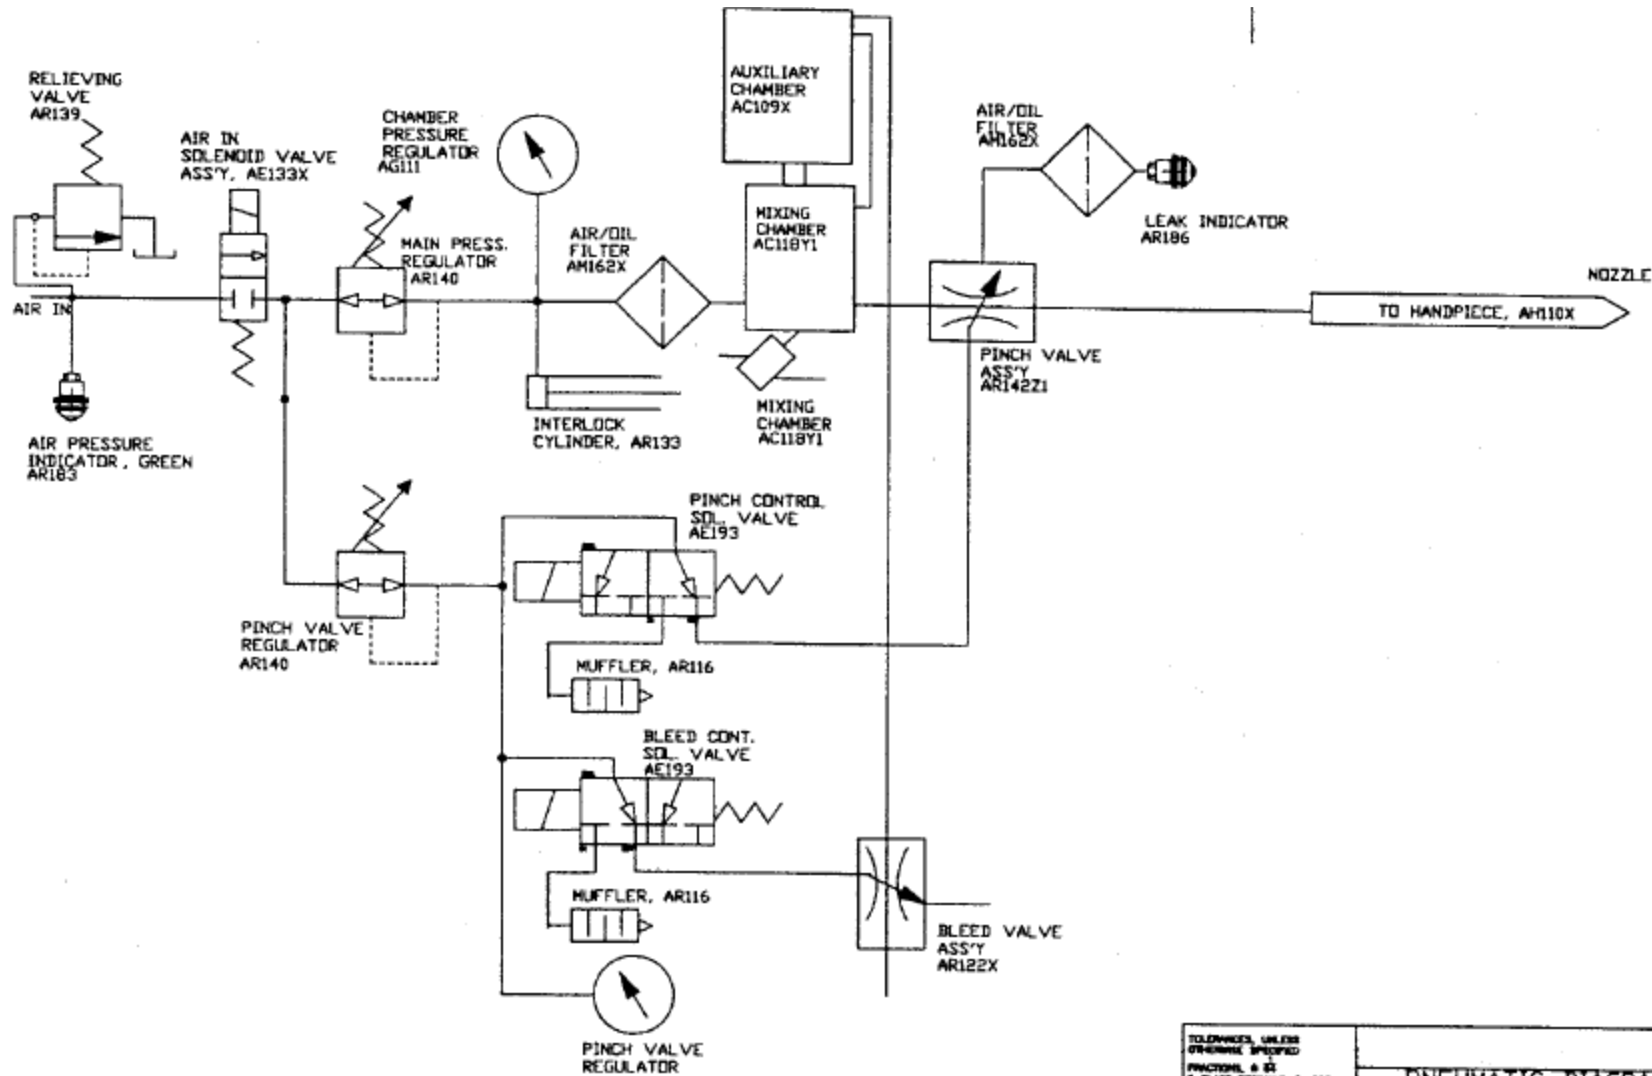 RELIEVING
VALVE
AR139
AIR IN
SOLENOID VALVE
ASS'Y, AE133X
CHAMBER
PRESSURE
REGULATOR
AG111
AUXILIARY
CHAMBER
AC109X
AIR/OIL
FILTER
AM162X
LEAK INDICATOR
AR186
MAIN PRESS.
REGULATOR
AR140
AIR/OIL
FILTER
AM162X
MIXING
CHAMBER
AC118Y1
NOZZLE
AIR IN
TO HANDPIECE, AH110X
PINCH VALVE
ASS'Y
AR142Z1
MIXING
CHAMBER
AC118Y1
INTERLOCK
CYLINDER, AR133
AIR PRESSURE
INDICATOR, GREEN
AR183
PINCH CONTROL
SOL. VALVE
AE193
PINCH VALVE
REGULATOR
AR140
MUFFLER, AR116
BLEED CONT.
SOL. VALVE
AE193
MUFFLER, AR116
BLEED VALVE
ASS'Y
AR122X
PINCH VALVE
REGULATOR
TOLERANCES, UNLESS
OTHERWISE SPECIFIED